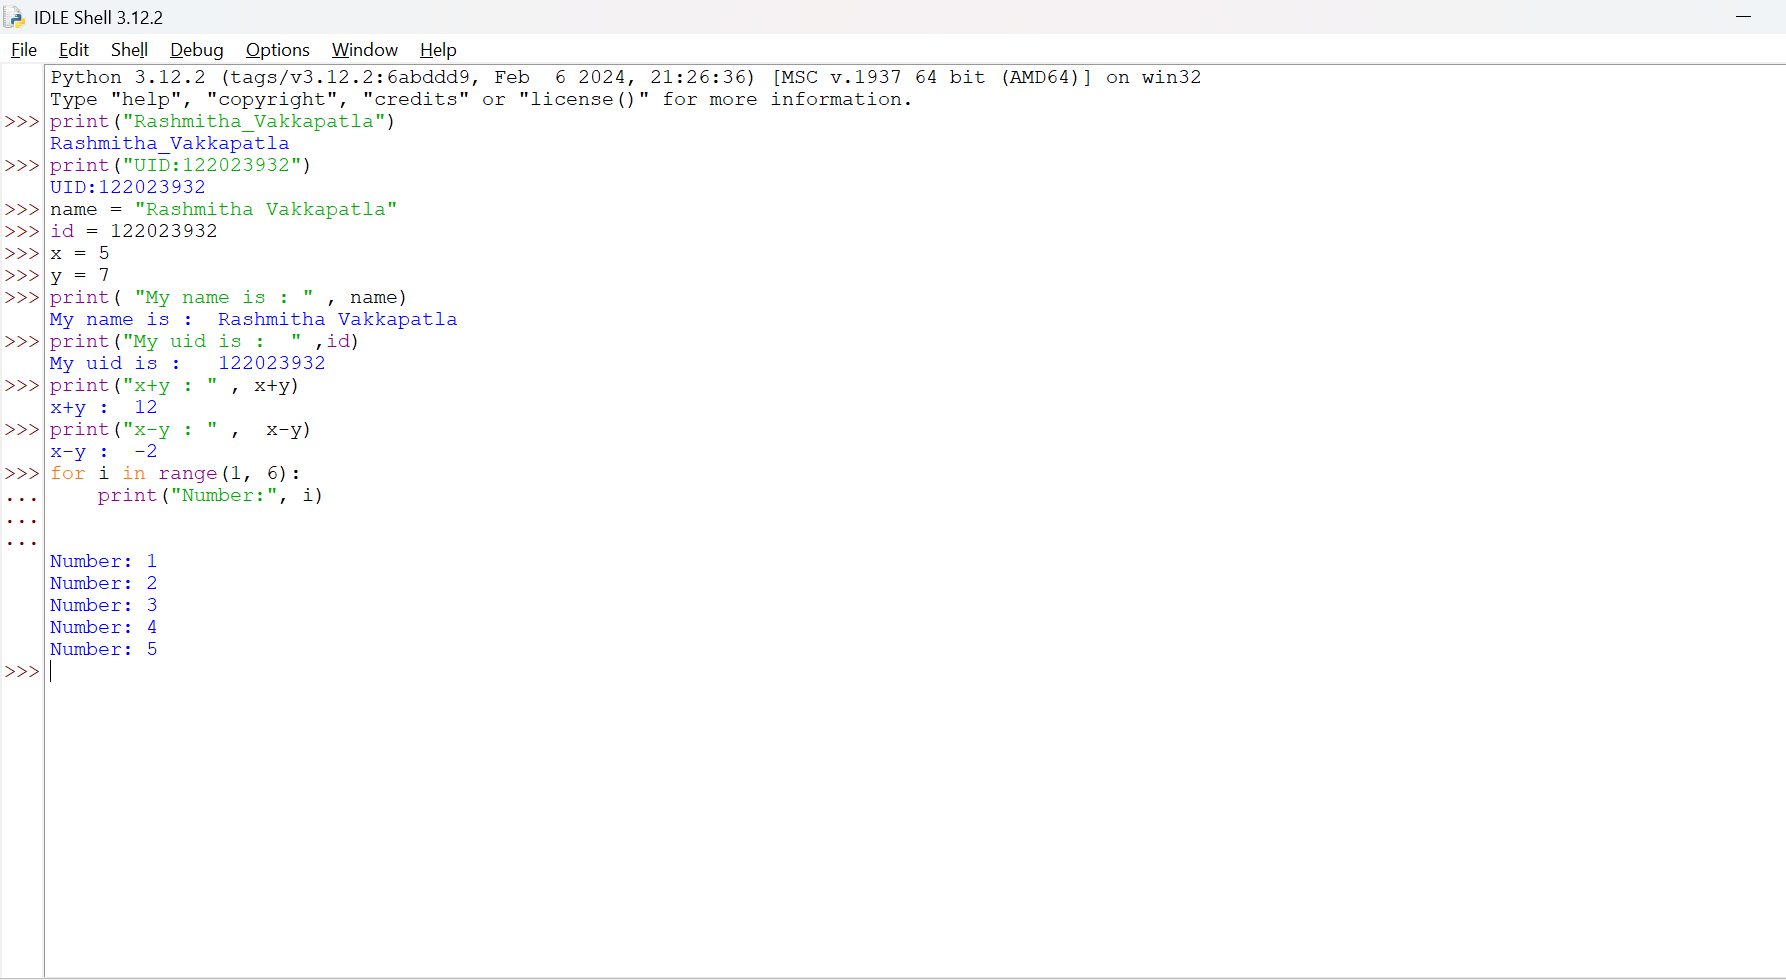 IDLE Shell 3.12.2
File Edit Shell Debug Options Window Help
Python 3.12.2 (tags/v3.12.2:6abddd9, Feb  6 2024, 21:26:36) [MSC v.1937 64 bit (AMD64)] on win32
Type "help", "copyright", "credits" or "license()" for more information.
>>> print("Rashmitha_Vakkapatla")
Rashmitha_Vakkapatla
>>> print("UID:122023932")
UID:122023932
>>> name = "Rashmitha Vakkapatla"
>>> id = 122023932
>>> x = 5
>>> y = 7
>>> print( "My name is : " , name)
My name is :  Rashmitha Vakkapatla
>>> print("My uid is :  " ,id)
My uid is :   122023932
>>> print("x+y : " , x+y)
x+y :  12
>>> print("x-y : " ,  x-y)
x-y :  -2
>>> for i in range(1, 6):
...     print("Number:", i)
...
...
Number: 1
Number: 2
Number: 3
Number: 4
Number: 5
>>>